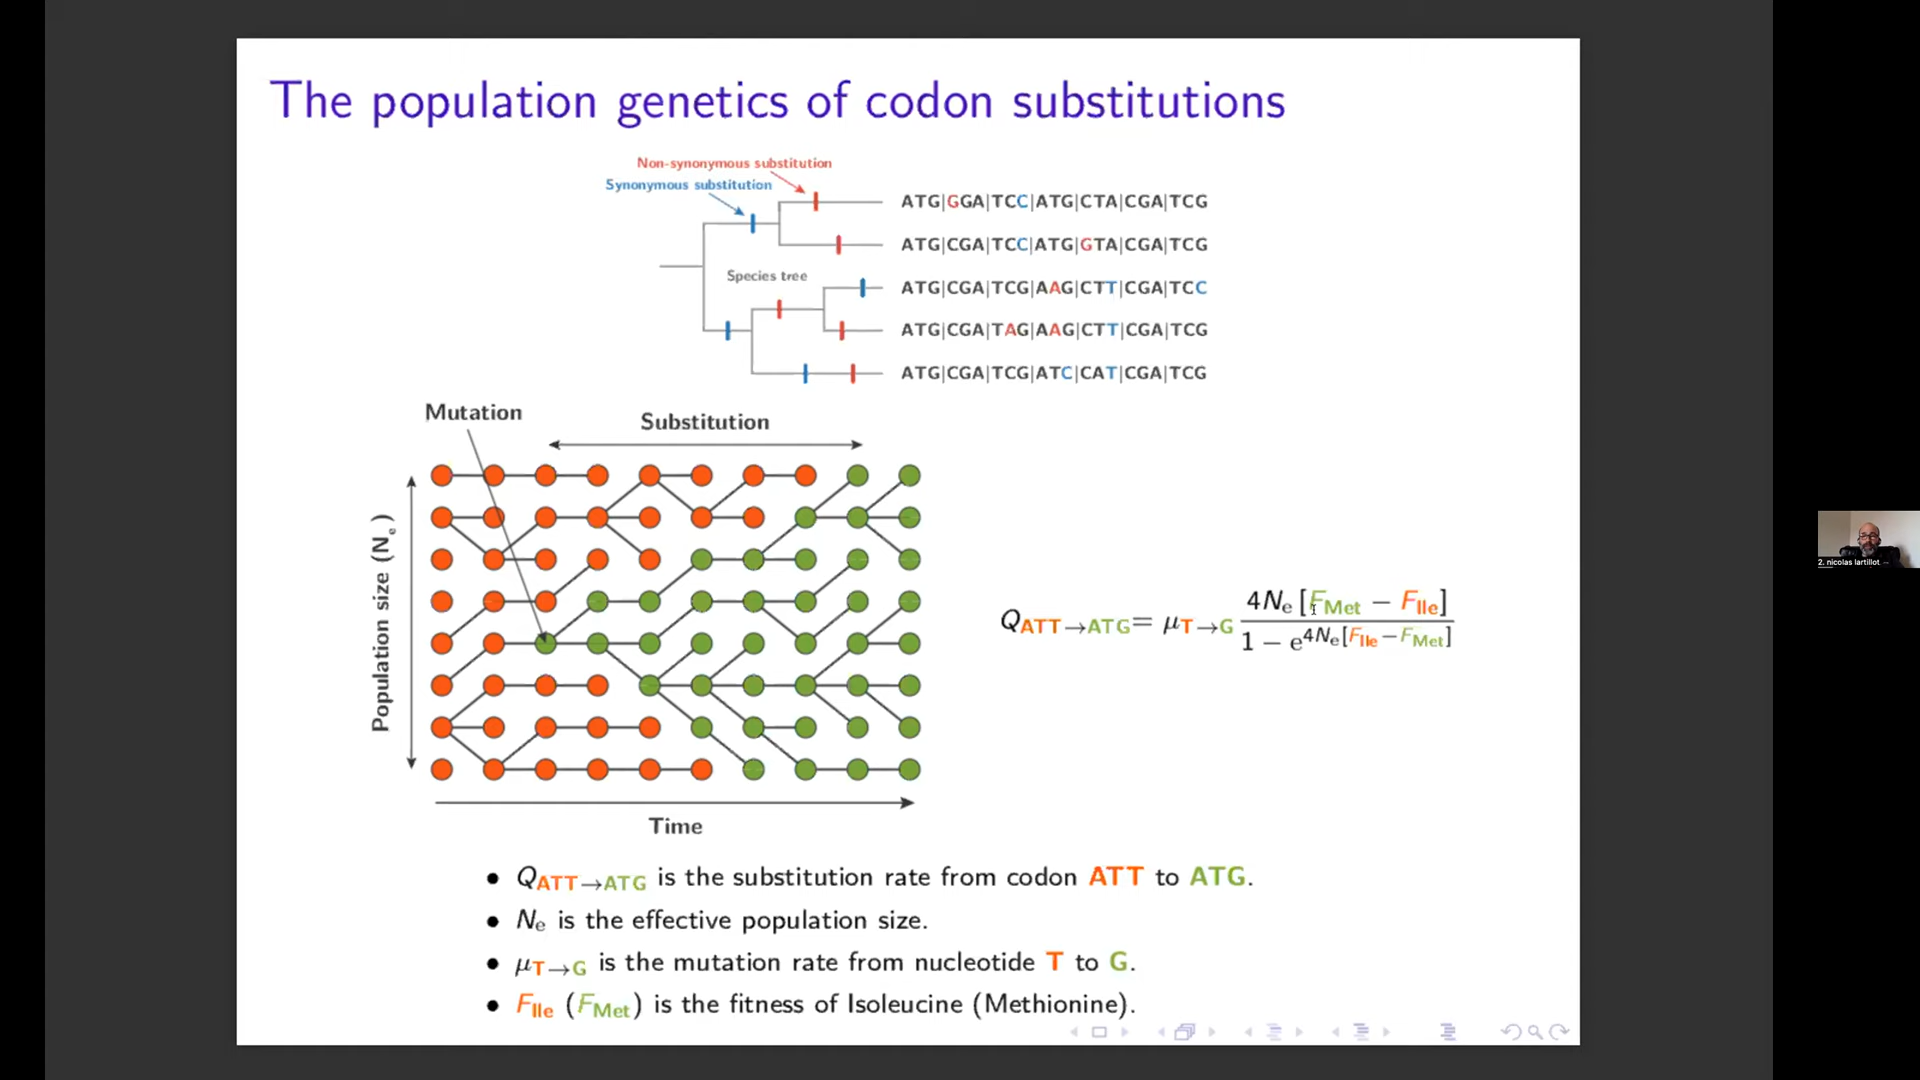 The population genetics of codon substitutions
Non-synonymous substitution
Synonymous substitution
ATG|GGA|TCC|ATG|CTA|CGA|TCG
ATG|CGA|TCC|ATG|GTA|CGA|TCG
Species tree
ATG|CGA|TCG|AAG|CTT|CGA|TCC
ATG|CGA|TAG|AAG|CTT|CGA|TCG
ATG|CGA|TCG|ATC|CAT|CGA|TCG
Mutation
Substitution
Population size (Ne)
Time
Q_ATT→ATG = μ_T→G 4Ne [F_Met − F_Ile] / 1 − e^4Ne[F_Ile−F_Met]
• Q_ATT→ATG is the substitution rate from codon ATT to ATG.
• Ne is the effective population size.
• μ_T→G is the mutation rate from nucleotide T to G.
• F_Ile (F_Met) is the fitness of Isoleucine (Methionine).
2. nicolas lartillot